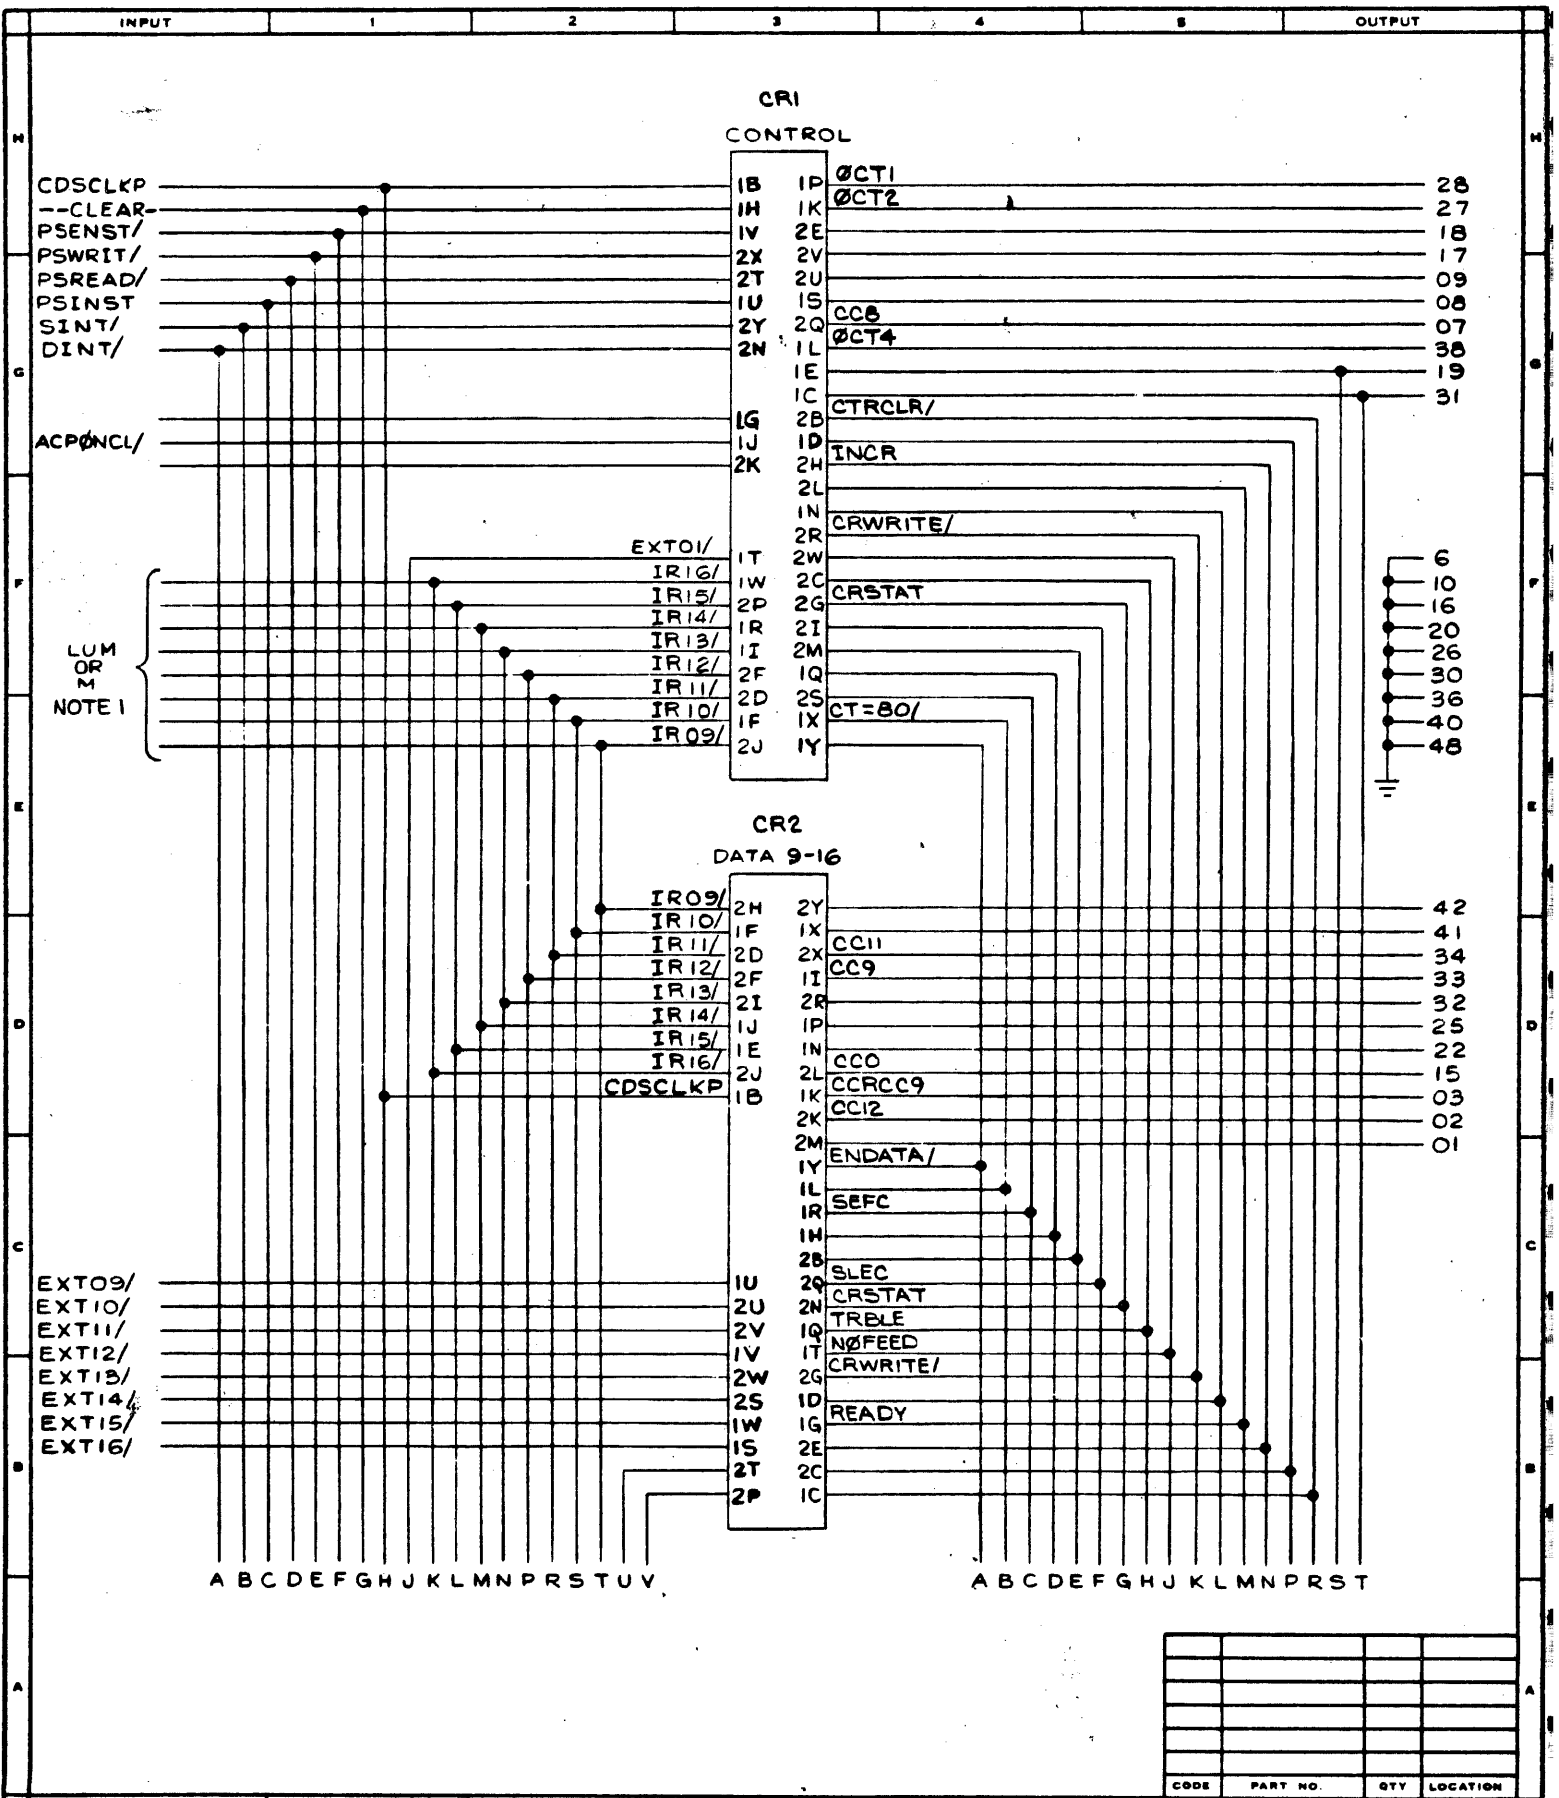 INPUT 1 2 3 4 5 OUTPUT
CR1
H CONTROL H
CDSCLKP 1B 1P ØCT1 28
--CLEAR- 1H 1K ØCT2 27
PSENST/ 1V 2E 18
PSWRIT/ 2X 2V 17
PSREAD/ 2T 2U 09
PSINST 1U 1S 08
SINT/ 2Y 2Q CC8 07
DINT/ 2N 1L ØCT4 38
G 1E 19 G
1C 31
1G 2B CTRCLR/
ACPØNCL/ 1J 1D
2K 2H INCR
2L
1N
2R CRWRITE/
EXT01/ 1T 2W 6
F IR16/ 1W 2C 10 F
IR15/ 2P 2G CRSTAT 16
IR14/ 1R 2I 20
LUM IR13/ 1I 2M 26
OR
M IR12/ 2F 1Q 30
NOTE 1 IR11/ 2D 2S 36
IR10/ 1F 1X CT=80/ 40
IR09/ 2J 1Y 48
E E
CR2
DATA 9-16
IR09/ 2H 2Y 42
IR10/ 1F 1X 41
IR11/ 2D 2X CC11 34
IR12/ 2F 1I CC9 33
IR13/ 2I 2R 32
D IR14/ 1J 1P 25 D
IR15/ 1E 1N 22
IR16/ 2J 2L CC0 15
CDSCLKP 1B 1K CCRCC9 03
2K CC12 02
2M 01
1Y ENDATA/
1L
1R SEFC
C 1H C
2B
EXT09/ 1U 2Q SLEC
EXT10/ 2U 2N CRSTAT
EXT11/ 2V 1Q TRBLE
EXT12/ 1V 1T NØFEED
EXT13/ 2W 2G CRWRITE/
EXT14/ 2S 1D
EXT15/ 1W 1G READY
EXT16/ 1S 2E
B 2T 2C B
2P 1C
A B C D E F G H J K L M N P R S T U V A B C D E F G H J K L M N P R S T
A A
CODE PART NO. QTY LOCATION